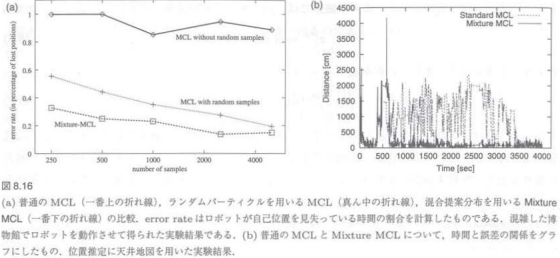 (a)
error rate (in percentage of lost positions)
1
0.8
0.6
0.4
0.2
0
250
500
1000
2000
4000
number of samples
MCL without random samples
MCL with random samples
Mixture-MCL
(b)
Distance [cm]
4500
4000
3500
3000
2500
2000
1500
1000
500
0
0 500 1000 1500 2000 2500 3000 3500 4000
Time [sec]
Standard MCL
Mixture MCL
図 8.16
(a) 普通の MCL（一番上の折れ線），ランダムパーティクルを用いる MCL（真ん中の折れ線），混合提案分布を用いる Mixture
MCL（一番下の折れ線）の比較．error rate はロボットが自己位置を見失っている時間の割合を計算したものである．混雑した博
物館でロボットを動作させて得られた実験結果である．(b) 普通の MCL と Mixture MCL について，時間と誤差の関係をグラ
フにしたもの．位置推定に天井地図を用いた実験結果．